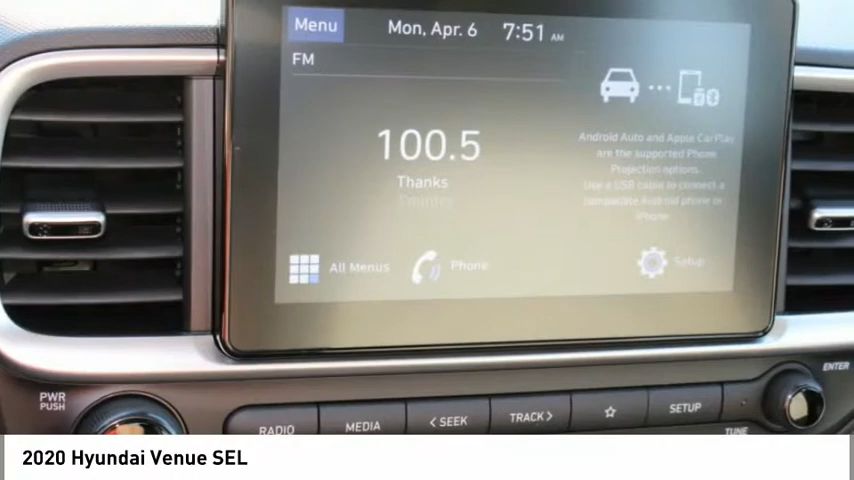 Menu
Mon, Apr. 6
7:51 AM
FM
100.5
Thanks
Android Auto and Apple CarPlay
are the supported Phone
Projection options.
Use a USB cable to connect a
compatible Android phone or
iPhone.
All Menus
Phone
Setup
PWR
PUSH
RADIO
MEDIA
< SEEK
TRACK >
☆
SETUP
ENTER
TUNE
2020 Hyundai Venue SEL